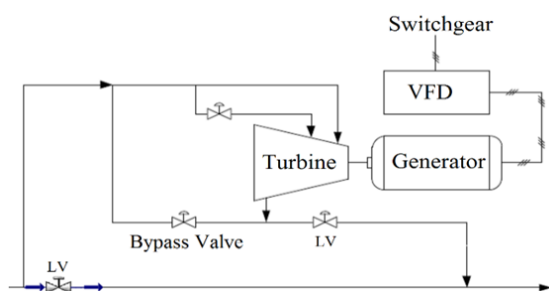 Switchgear
VFD
Turbine
Generator
Bypass Valve
LV
LV